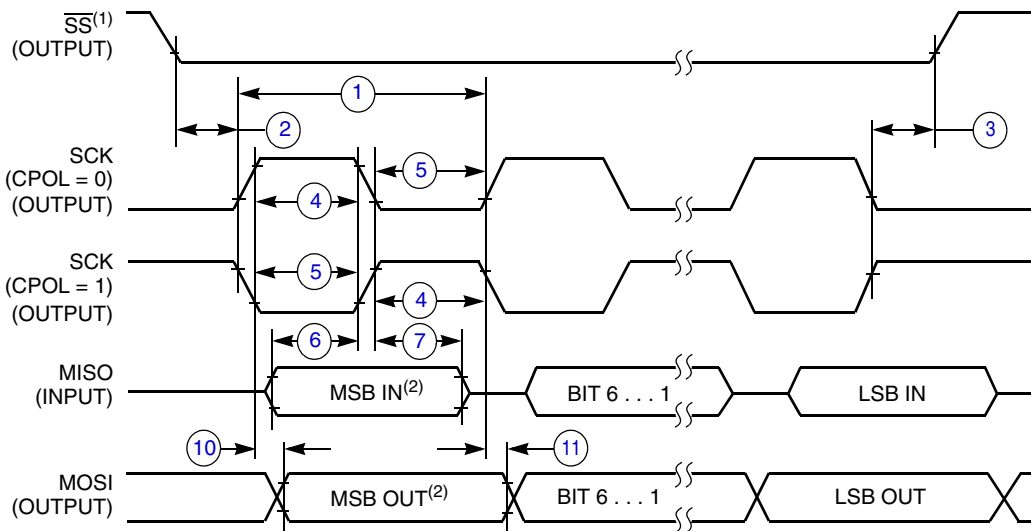 SS(1)
(OUTPUT)
1
2
3
SCK
(CPOL = 0)
(OUTPUT)
5
4
SCK
(CPOL = 1)
(OUTPUT)
5
4
6
7
MISO
(INPUT)
MSB IN(2)
BIT 6 . . . 1
LSB IN
10
11
MOSI
(OUTPUT)
MSB OUT(2)
BIT 6 . . . 1
LSB OUT